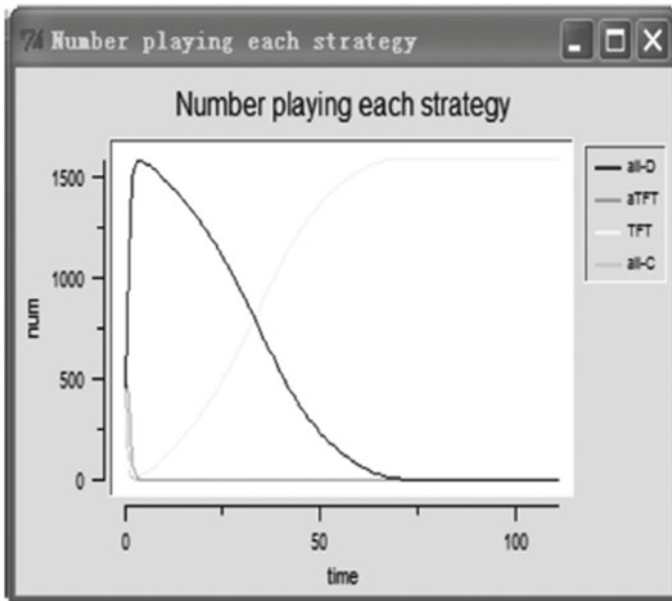 Number playing each strategy
Number playing each strategy
all-D
aTFT
TFT
all-C
num
1500
1000
500
0
0
50
100
time